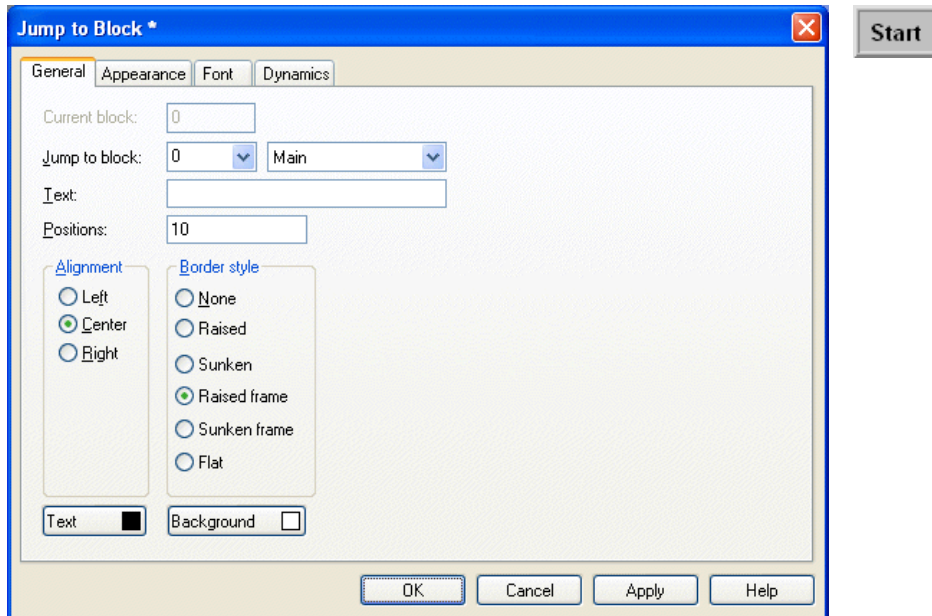 Jump to Block *
Start
General Appearance Font Dynamics
Current block: 0
Jump to block: 0 Main
Text:
Positions: 10
Alignment Border style
Left None
Center Raised
Right Sunken
Raised frame
Sunken frame
Flat
Text Background
OK Cancel Apply Help